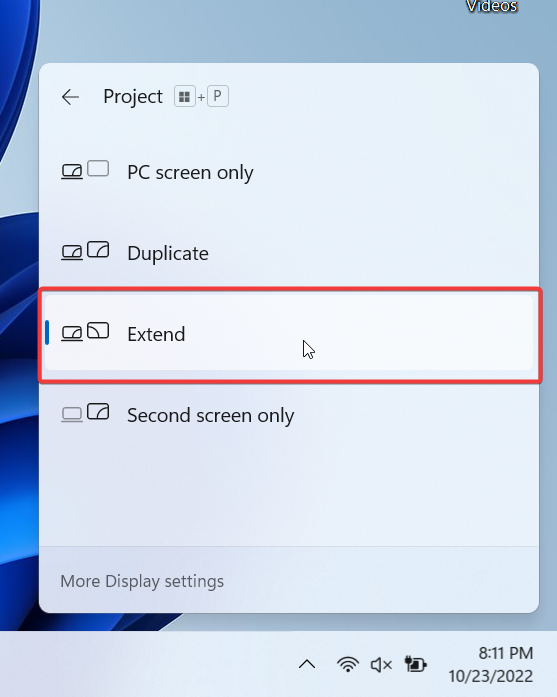 Videos
Project + P
PC screen only
Duplicate
Extend
Second screen only
More Display settings
8:11 PM
10/23/2022